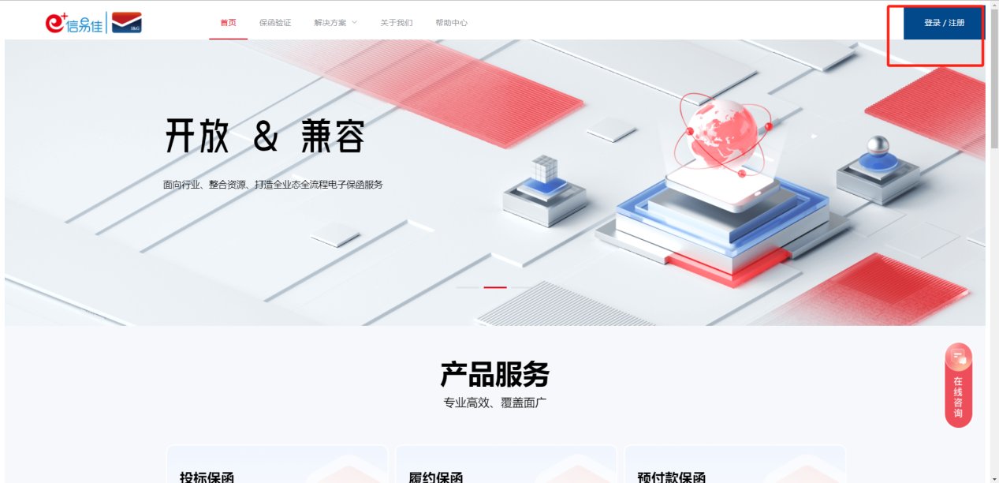 e+信易佳 I&G
首页 保函验证 解决方案 关于我们 帮助中心 登录 / 注册
开放 & 兼容
面向行业、整合资源、打造全业态全流程电子保函服务
产品服务
专业高效、覆盖面广
在线咨询
投标保函 履约保函 预付款保函